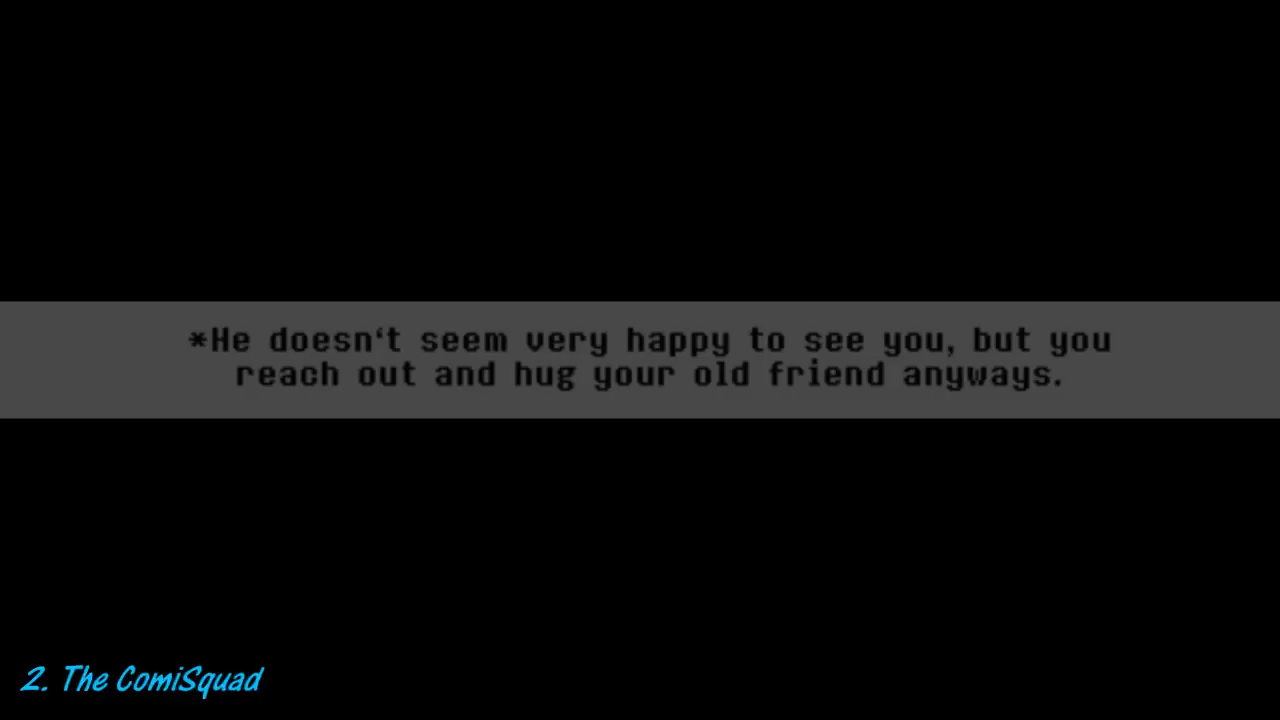 *He doesn‘t seem very happy to see you, but you
reach out and hug your old friend anyways.
2. The ComiSquad